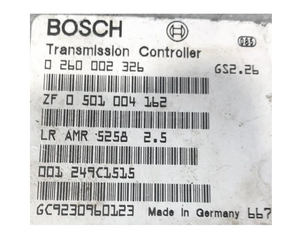 BOSCH
Transmission Controller
0 260 002 326 GS2.26
ZF 0 501 004 162
LR AMR 5258 2.5
001 249C1515
GC9230960123 Made in Germany 667